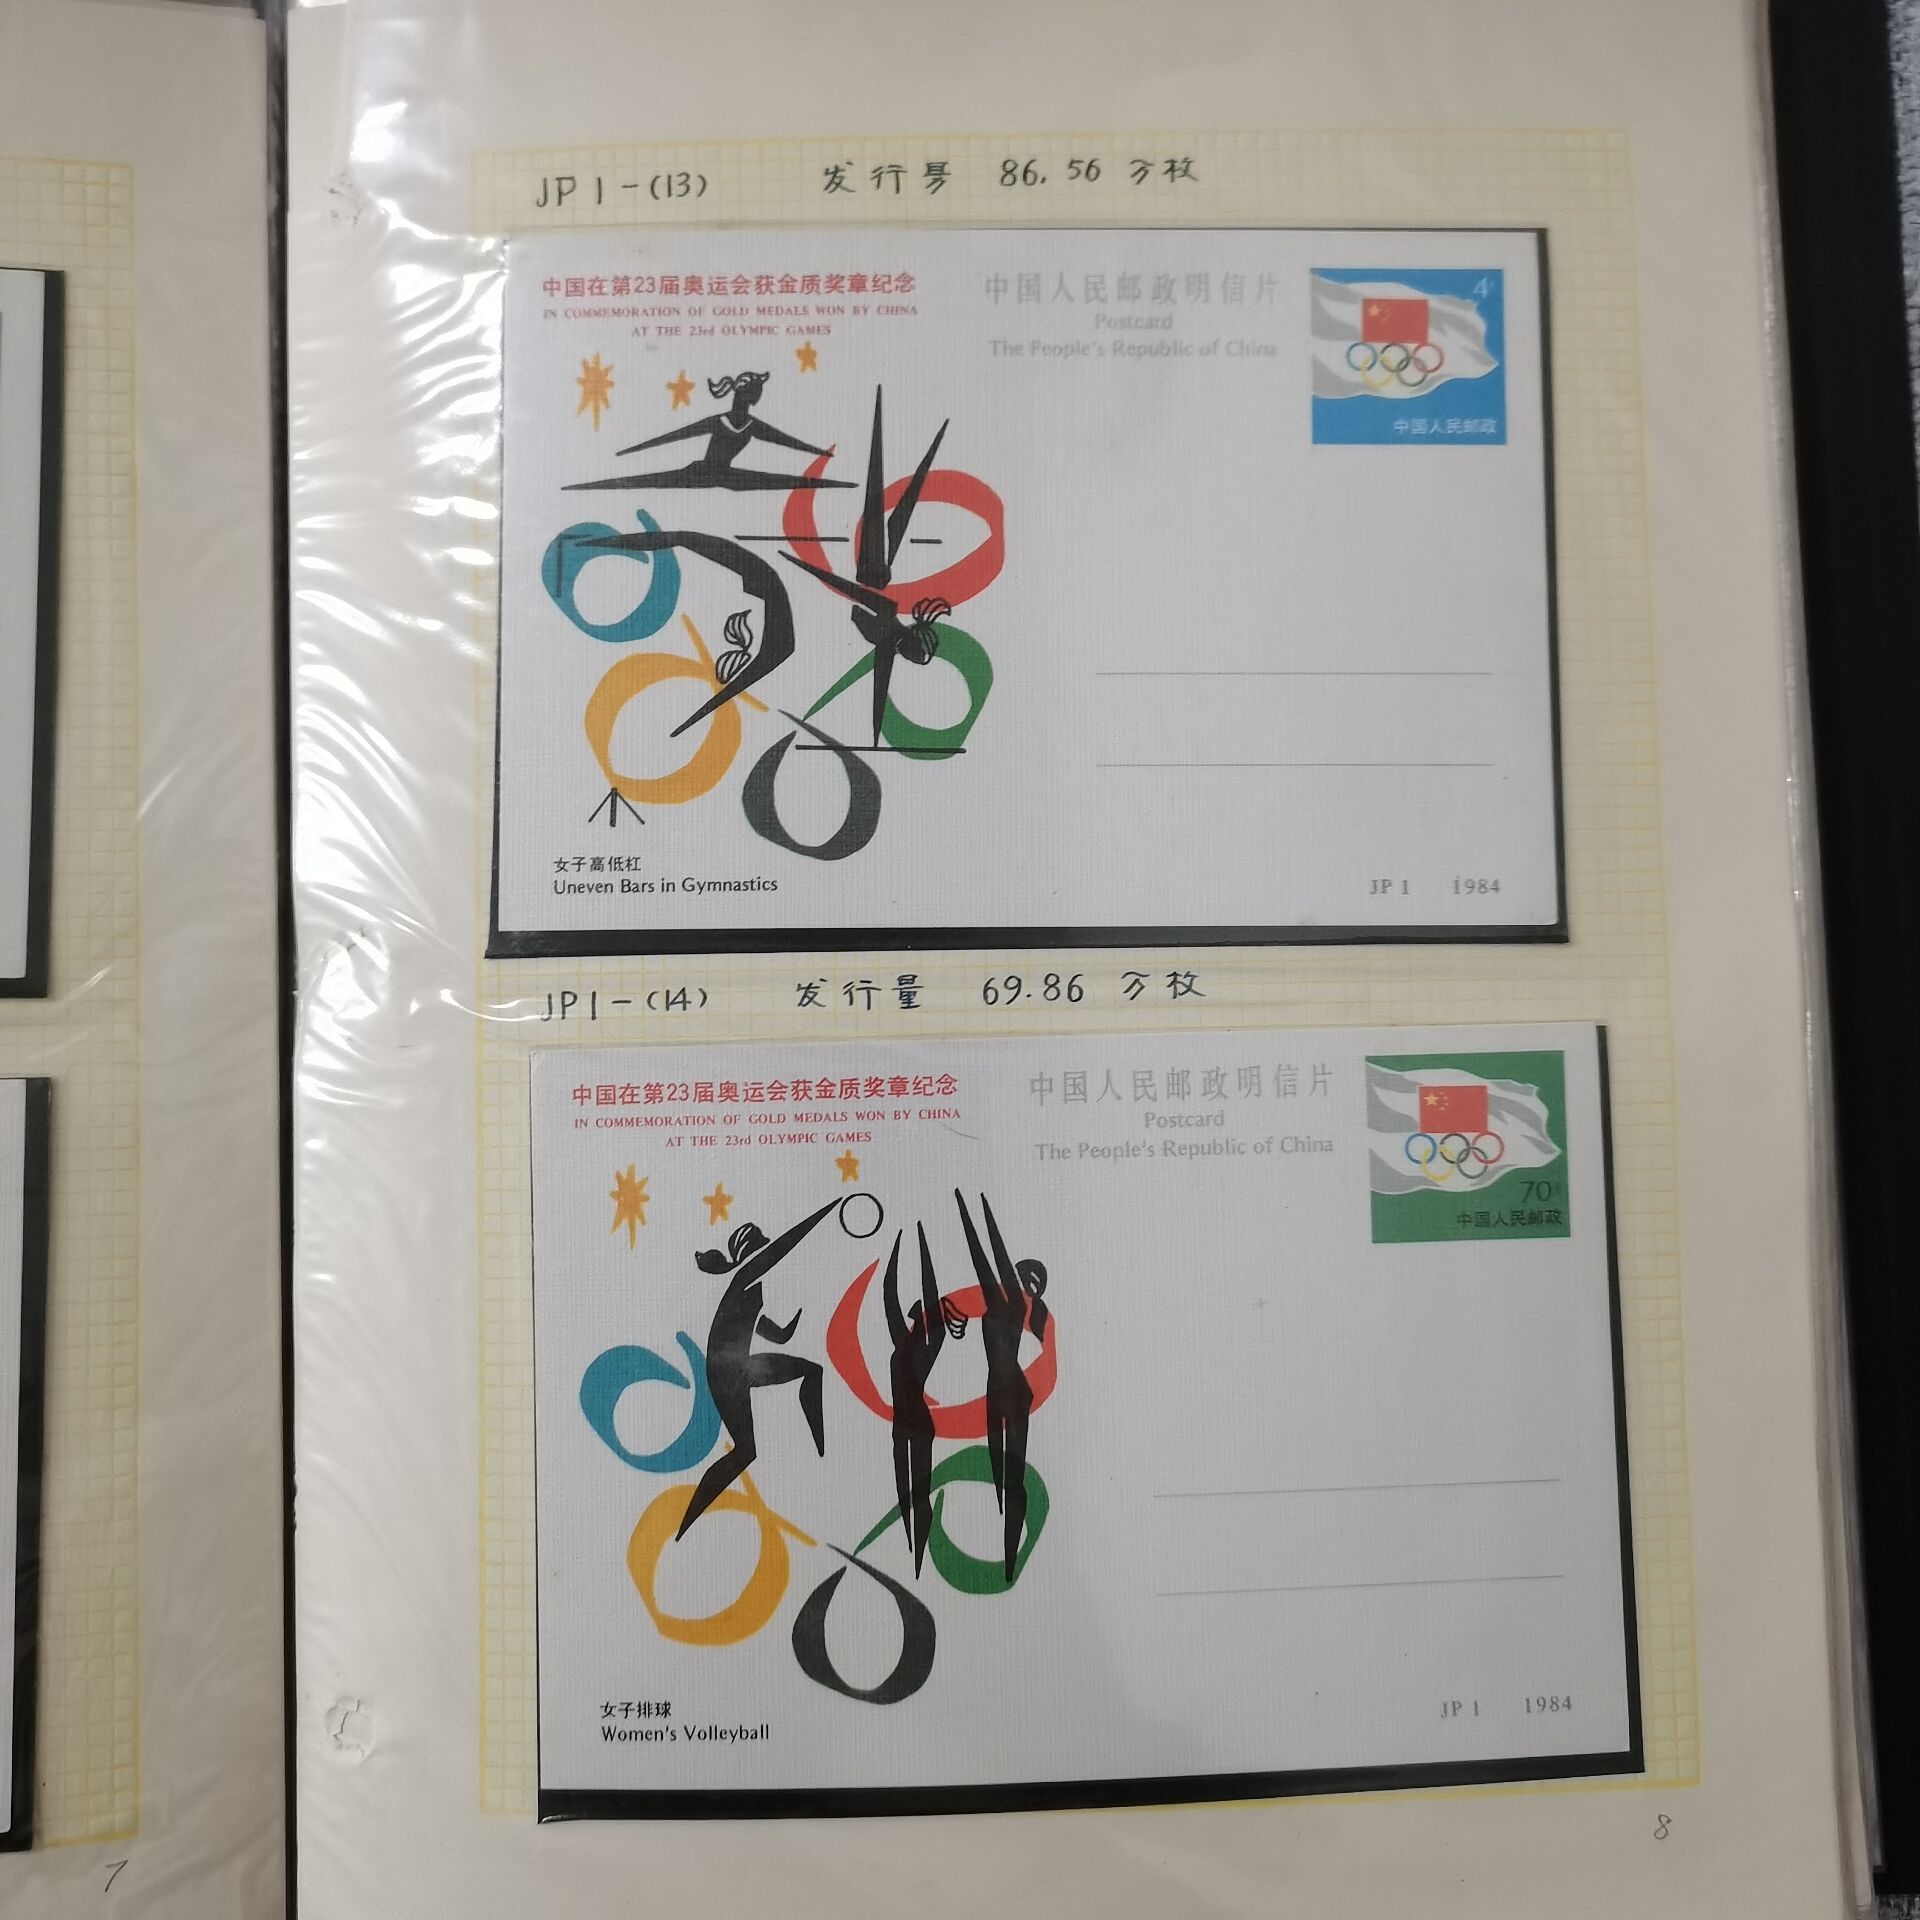 JP 1-(13) 发行量 86.56 万枚
中国在第23届奥运会获金质奖章纪念
IN COMMEMORATION OF GOLD MEDALS WON BY CHINA
AT THE 23rd OLYMPIC GAMES
中国人民邮政明信片
Postcard
The People's Republic of China
4
中国人民邮政
女子高低杠
Uneven Bars in Gymnastics
JP 1 1984
JP1-(14) 发行量 69.86 万枚
中国在第23届奥运会获金质奖章纪念
IN COMMEMORATION OF GOLD MEDALS WON BY CHINA
AT THE 23rd OLYMPIC GAMES
中国人民邮政明信片
Postcard
The People's Republic of China
70
中国人民邮政
女子排球
Women's Volleyball
JP 1 1984
7
8